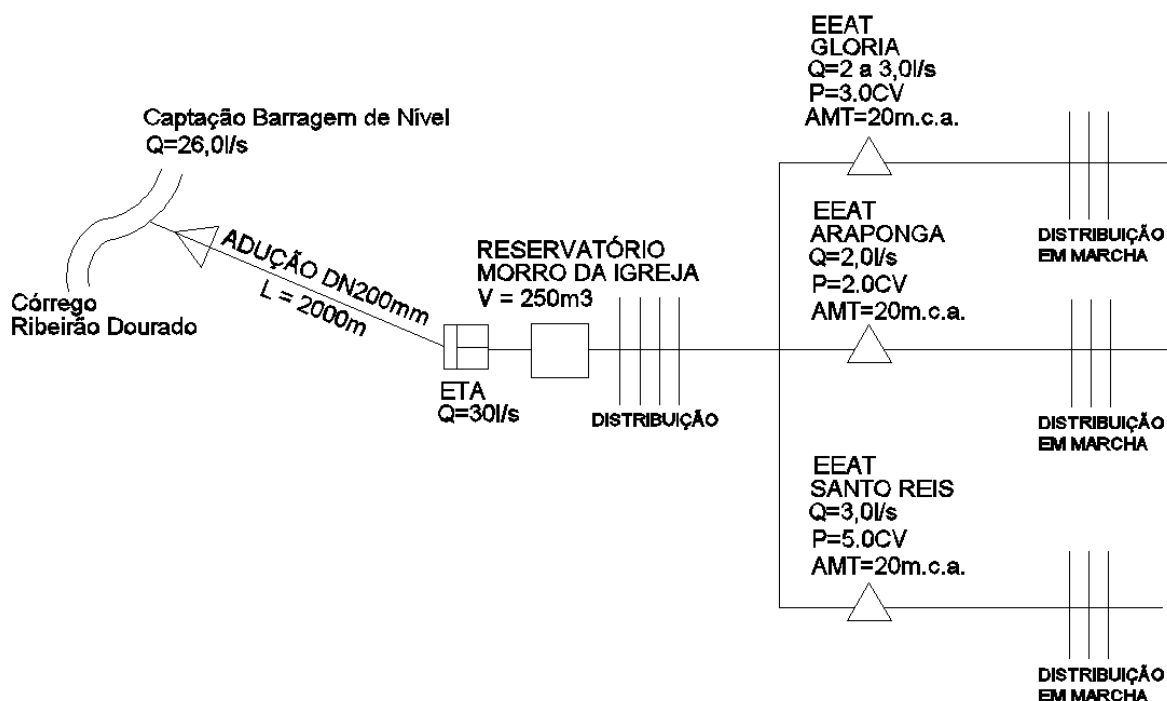 Captação Barragem de Nível
Q=26,0l/s
Córrego
Ribeirão Dourado
ADUÇÃO DN200mm
L = 2000m
ETA
Q=30l/s
RESERVATÓRIO
MORRO DA IGREJA
V = 250m3
DISTRIBUIÇÃO
EEAT
GLORIA
Q=2 a 3,0l/s
P=3.0CV
AMT=20m.c.a.
DISTRIBUIÇÃO
EM MARCHA
EEAT
ARAPONGA
Q=2,0l/s
P=2.0CV
AMT=20m.c.a.
DISTRIBUIÇÃO
EM MARCHA
EEAT
SANTO REIS
Q=3,0l/s
P=5.0CV
AMT=20m.c.a.
DISTRIBUIÇÃO
EM MARCHA